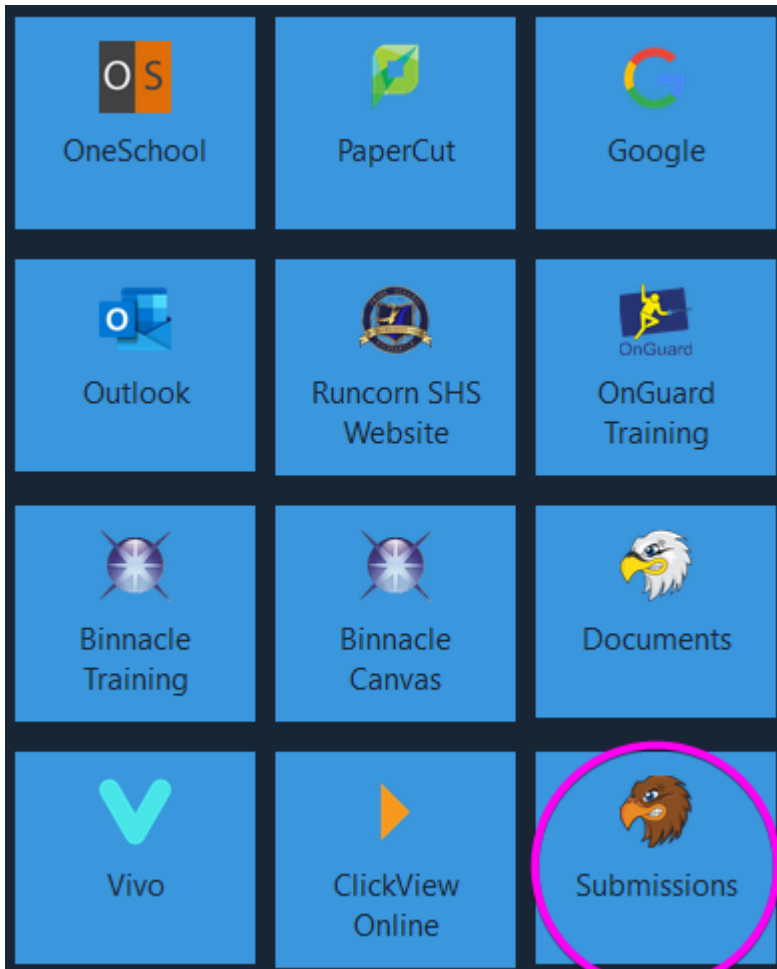 OS
OneSchool
PaperCut
Google
Outlook
Runcorn SHS
Website
OnGuard
OnGuard
Training
Binnacle
Training
Binnacle
Canvas
Documents
Vivo
ClickView
Online
Submissions